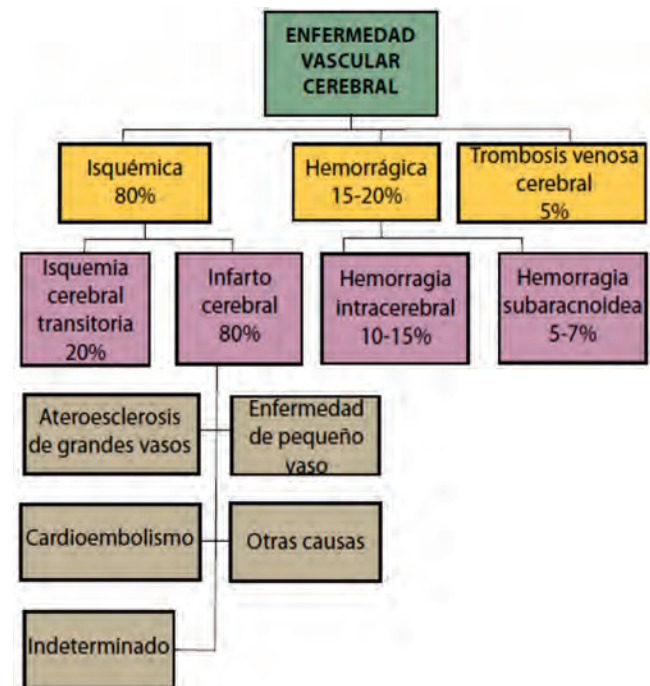 ENFERMEDAD
VASCULAR
CEREBRAL
Isquémica
80%
Hemorrágica
15-20%
Trombosis venosa
cerebral
5%
Isquemia
cerebral
transitoria
20%
Infarto
cerebral
80%
Hemorragia
intracerebral
10-15%
Hemorragia
subaracnoidea
5-7%
Ateroesclerosis
de grandes vasos
Enfermedad
de pequeño
vaso
Cardioembolismo
Otras causas
Indeterminado